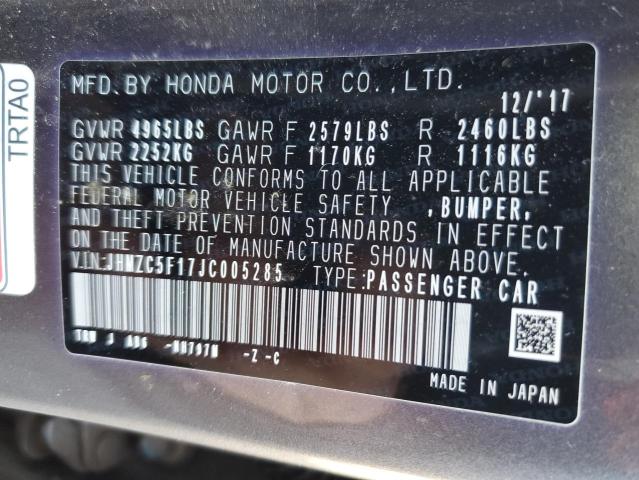 TRTA0
MFD.BY HONDA MOTOR CO.,LTD.
12/'17
GVWR 4965LBS GAWR F 2579LBS R 2460LBS
GVWR 2252KG GAWR F 1170KG R 1116KG
THIS VEHICLE CONFORMS TO ALL APPLICABLE
FEDERAL MOTOR VEHICLE SAFETY ,BUMPER,
AND THEFT PREVENTION STANDARDS IN EFFECT
ON THE DATE OF MANUFACTURE SHOWN ABOVE.
VIN:JHMZC5F17JC005285 TYPE:PASSENGER CAR
-Z -C
MADE IN JAPAN